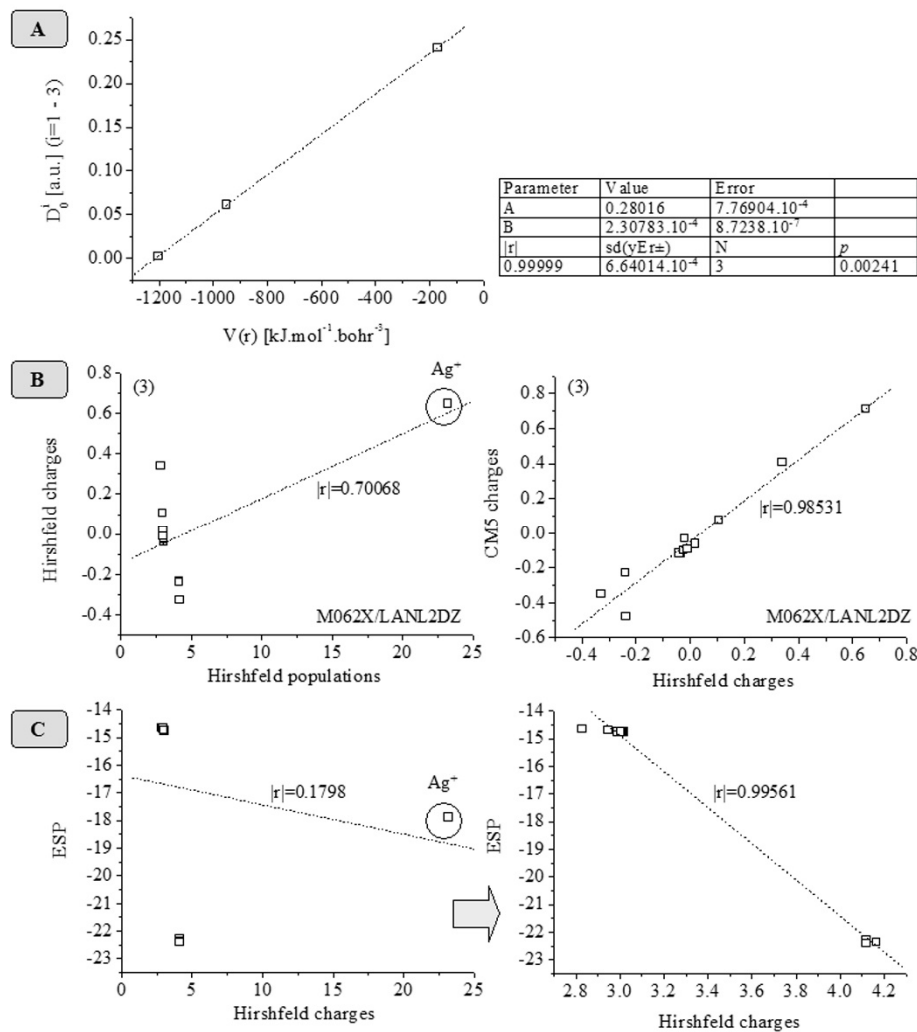 A
0.25
0.20
0.15
0.10
0.05
0.00
D₀ⁱ [a.u.] (i=1 - 3)
-1200 -1000 -800 -600 -400 -200 0
V(r) [kJ.mol⁻¹.bohr⁻³]
Parameter Value Error
A 0.28016 7.76904.10⁻⁴
B 2.30783.10⁻⁴ 8.7238.10⁻⁷
|r| sd(yEr±) N p
0.99999 6.64014.10⁻⁴ 3 0.00241
B
(3)
Ag⁺
0.8
0.6
0.4
0.2
0.0
-0.2
-0.4
Hirshfeld charges
|r|=0.70068
M062X/LANL2DZ
0 5 10 15 20 25
Hirshfeld populations
(3)
0.8
0.6
0.4
0.2
0.0
-0.2
-0.4
-0.6
CM5 charges
|r|=0.98531
M062X/LANL2DZ
-0.4 -0.2 0.0 0.2 0.4 0.6 0.8
Hirshfeld charges
C
-14
-15
-16
-17
-18
-19
-20
-21
-22
-23
ESP
|r|=0.1798
Ag⁺
0 5 10 15 20 25
Hirshfeld charges
-14
-15
-16
-17
-18
-19
-20
-21
-22
-23
ESP
|r|=0.99561
2.8 3.0 3.2 3.4 3.6 3.8 4.0 4.2
Hirshfeld charges